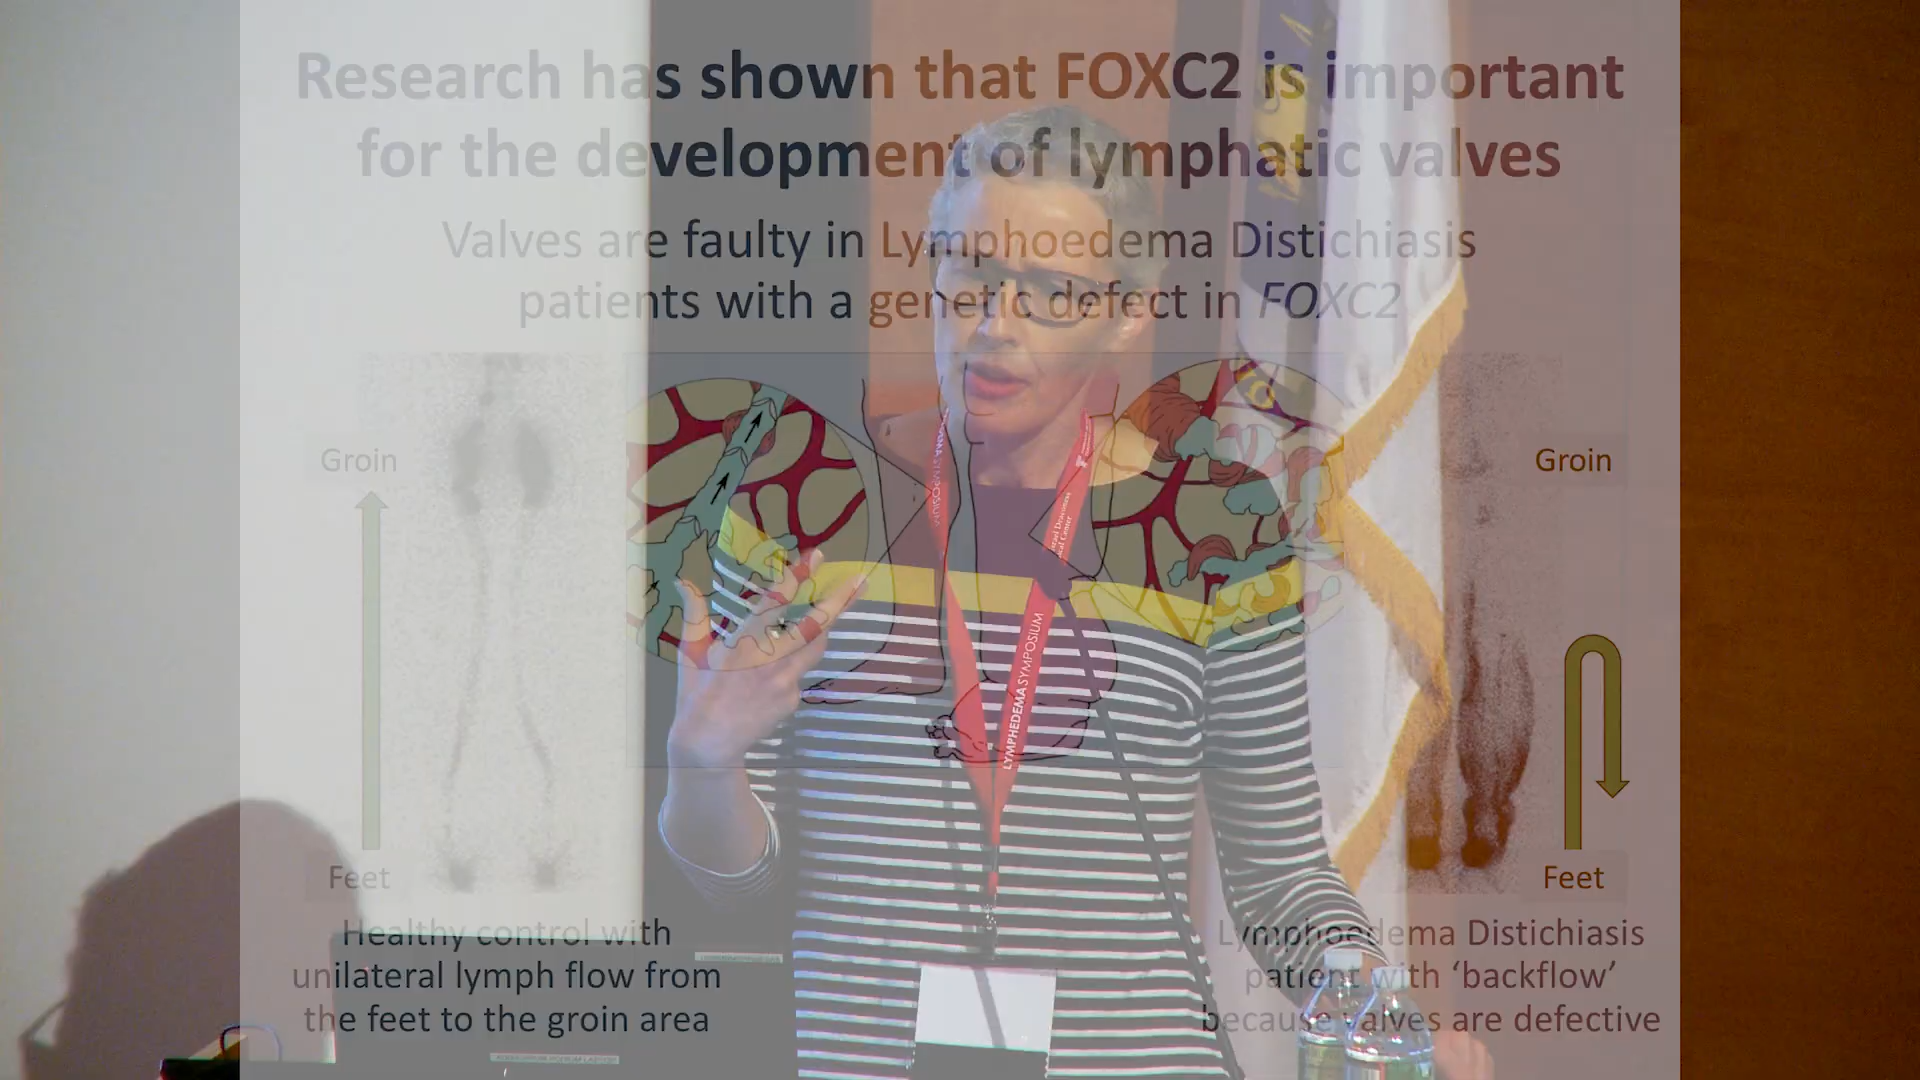 Research has shown that FOXC2 is important
for the development of lymphatic valves
Valves are faulty in Lymphoedema Distichiasis
patients with a genetic defect in FOXC2
Groin
Groin
Feet
Feet
Healthy control with
unilateral lymph flow from
the feet to the groin area
Lymphoedema Distichiasis
patient with ‘backflow’
because valves are defective
LYMPHEDEMA SYMPOSIUM